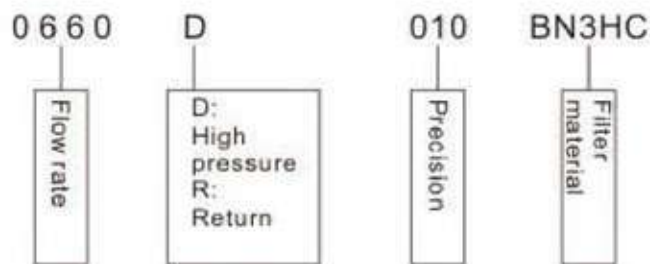 0660 D 010 BN3HC
Flow rate
D:
High
pressure
R:
Return
Precision
Filter
material